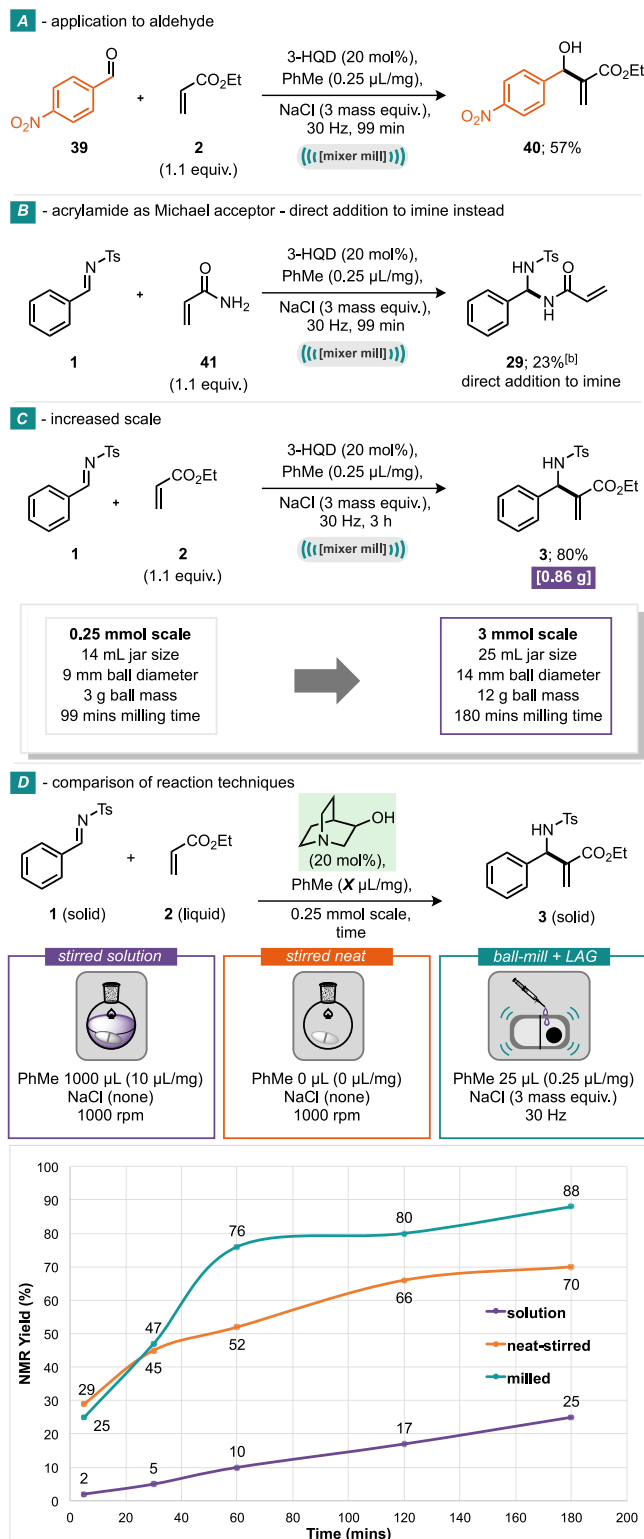 A - application to aldehyde
O
O2N
39
+
CO2Et
2
(1.1 equiv.)
3-HQD (20 mol%),
PhMe (0.25 µL/mg),
NaCl (3 mass equiv.),
30 Hz, 99 min
[mixer mill]
OH
CO2Et
O2N
40; 57%
B - acrylamide as Michael acceptor - direct addition to imine instead
N Ts
1
+
O
NH2
41
(1.1 equiv.)
3-HQD (20 mol%),
PhMe (0.25 µL/mg),
NaCl (3 mass equiv.),
30 Hz, 99 min
[mixer mill]
HN Ts
O
N
H
29; 23%[b]
direct addition to imine
C - increased scale
N Ts
1
+
CO2Et
2
(1.1 equiv.)
3-HQD (20 mol%),
PhMe (0.25 µL/mg),
NaCl (3 mass equiv.),
30 Hz, 3 h
[mixer mill]
HN Ts
CO2Et
3; 80%
[0.86 g]
0.25 mmol scale
14 mL jar size
9 mm ball diameter
3 g ball mass
99 mins milling time
3 mmol scale
25 mL jar size
14 mm ball diameter
12 g ball mass
180 mins milling time
D - comparison of reaction techniques
N Ts
1 (solid)
+
CO2Et
2 (liquid)
OH
N
(20 mol%),
PhMe (X µL/mg),
0.25 mmol scale,
time
HN Ts
CO2Et
3 (solid)
stirred solution
PhMe 1000 µL (10 µL/mg)
NaCl (none)
1000 rpm
stirred neat
PhMe 0 µL (0 µL/mg)
NaCl (none)
1000 rpm
ball-mill + LAG
PhMe 25 µL (0.25 µL/mg)
NaCl (3 mass equiv.)
30 Hz
NMR Yield (%)
100
90
80
70
60
50
40
30
20
10
0
29
25
47
45
76
52
80
66
88
70
2
5
10
17
25
solution
neat-stirred
milled
0 20 40 60 80 100 120 140 160 180 200
Time (mins)